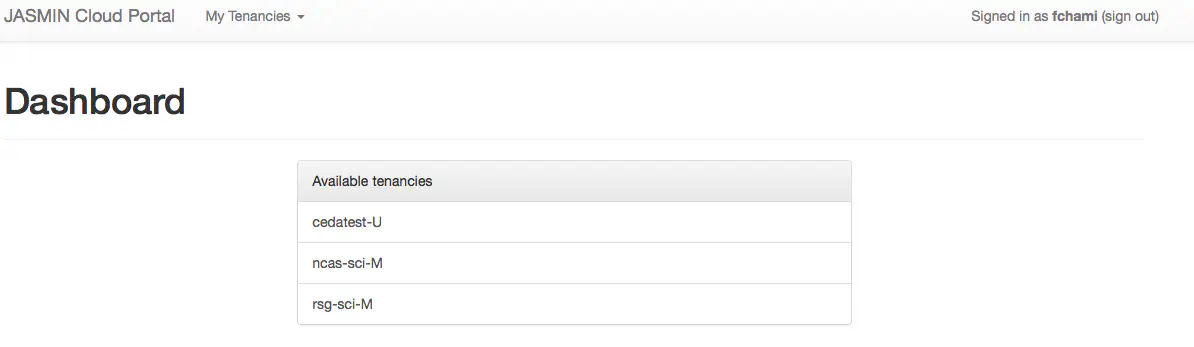 JASMIN Cloud Portal My Tenancies Signed in as fchami (sign out)
Dashboard
Available tenancies
cedatest-U
ncas-sci-M
rsg-sci-M